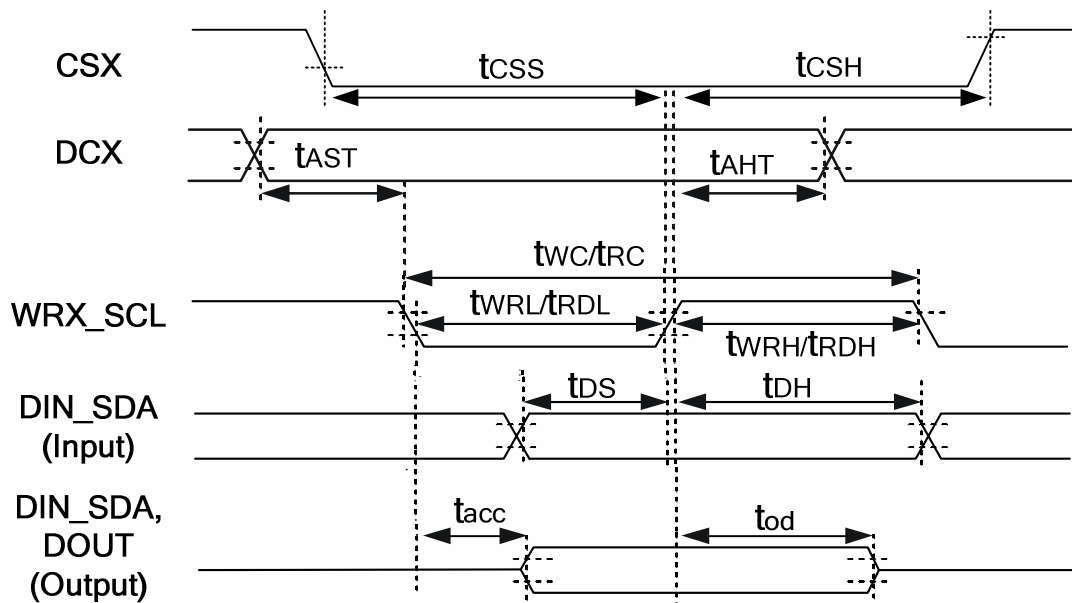 CSX
tCSS
tCSH
DCX
tAST
tAHT
tWC/tRC
WRX_SCL
tWRL/tRDL
tWRH/tRDH
DIN_SDA
(Input)
tDS
tDH
DIN_SDA,
DOUT
(Output)
tacc
tod